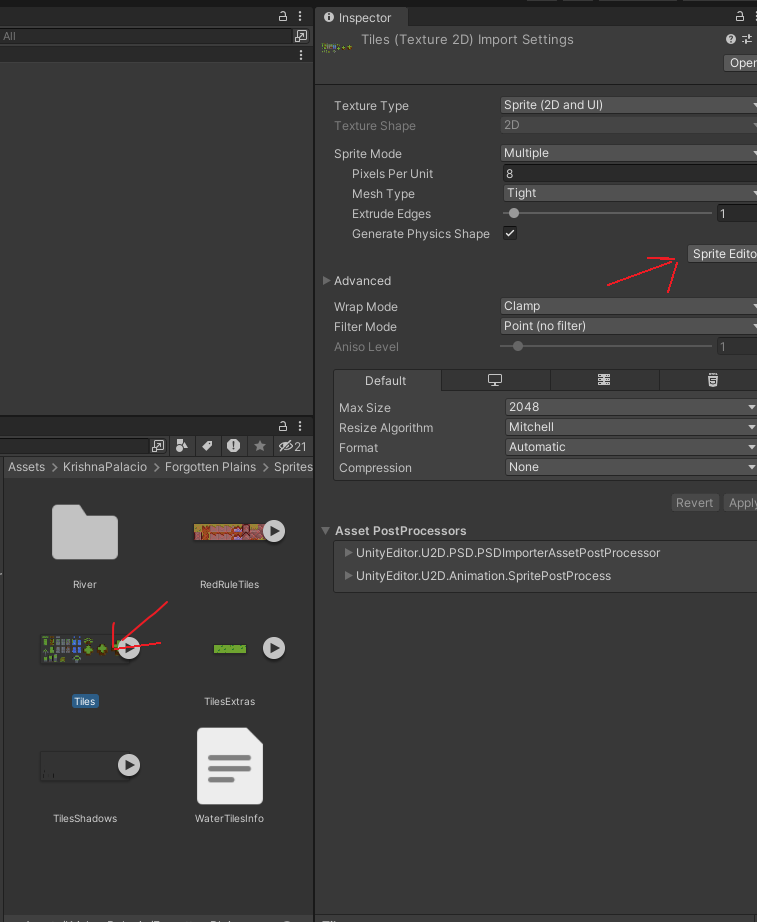 Inspector
All
Tiles (Texture 2D) Import Settings
Open
Texture Type Sprite (2D and UI)
Texture Shape 2D
Sprite Mode Multiple
Pixels Per Unit 8
Mesh Type Tight
Extrude Edges 1
Generate Physics Shape
Sprite Edito
Advanced
Wrap Mode Clamp
Filter Mode Point (no filter)
Aniso Level 1
Default
Max Size 2048
Resize Algorithm Mitchell
Format Automatic
Compression None
Revert Apply
Asset PostProcessors
UnityEditor.U2D.PSD.PSDImporterAssetPostProcessor
UnityEditor.U2D.Animation.SpritePostProcess
21
Assets > KrishnaPalacio > Forgotten Plains > Sprites
River RedRuleTiles
Tiles TilesExtras
TilesShadows WaterTilesInfo